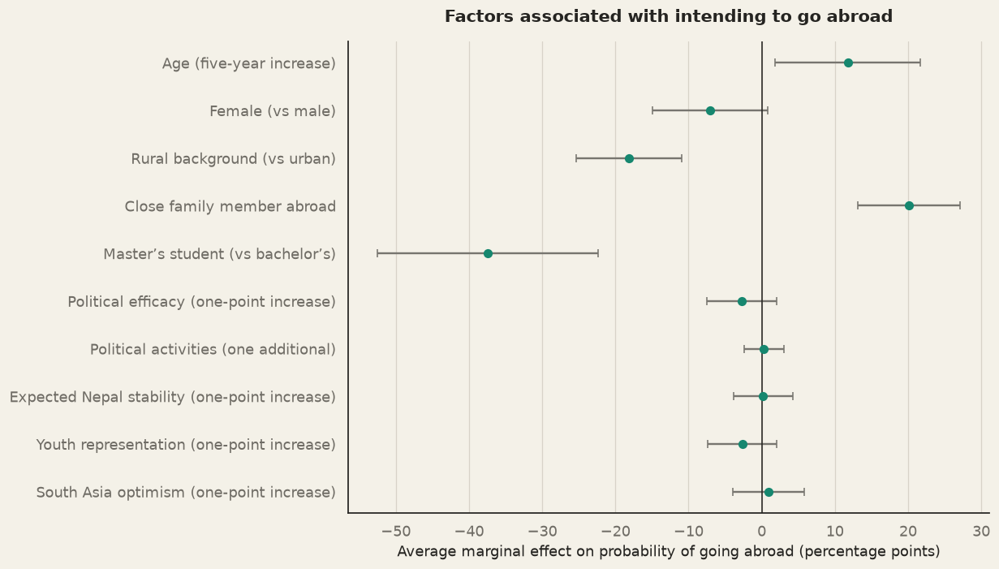 Factors associated with intending to go abroad
Age (five-year increase)
Female (vs male)
Rural background (vs urban)
Close family member abroad
Master’s student (vs bachelor’s)
Political efficacy (one-point increase)
Political activities (one additional)
Expected Nepal stability (one-point increase)
Youth representation (one-point increase)
South Asia optimism (one-point increase)
−50 −40 −30 −20 −10 0 10 20 30
Average marginal effect on probability of going abroad (percentage points)